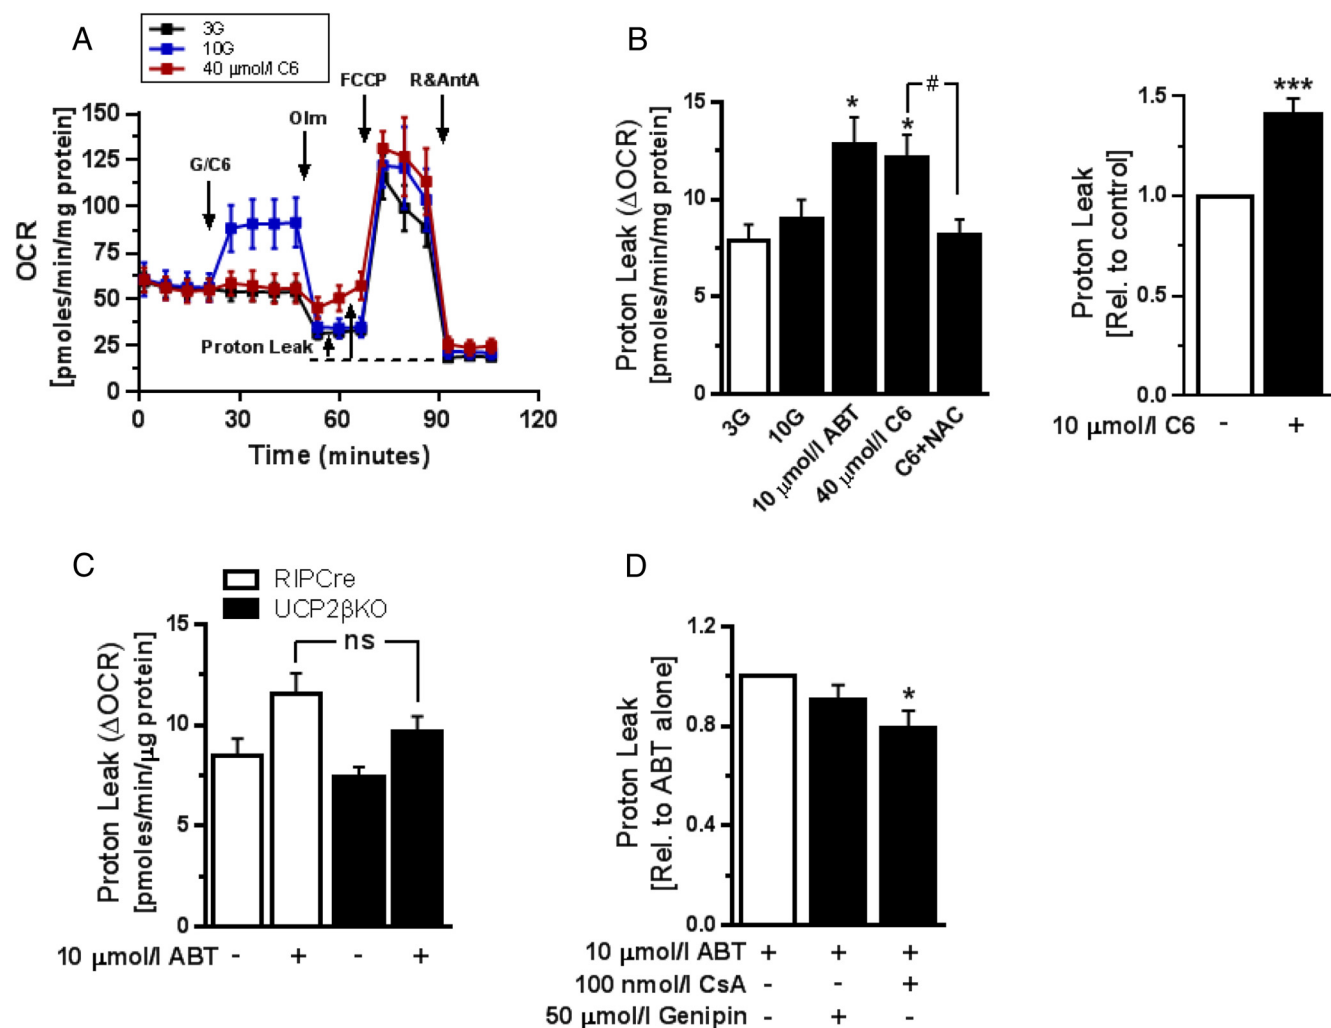 A
3G
10G
40 μmol/l C6
FCCP
R&AntA
Olm
G/C6
150
125
100
75
50
25
0
OCR
[pmoles/min/mg protein]
Proton Leak
0
30
60
90
120
Time (minutes)
B
#
*
*
15
10
5
0
Proton Leak (ΔOCR)
[pmoles/min/mg protein]
3G
10G
10 μmol/l ABT
40 μmol/l C6
C6+NAC
***
1.5
1.0
0.5
0.0
Proton Leak
[Rel. to control]
10 μmol/l C6 - +
C
RIPCre
UCP2βKO
ns
15
10
5
0
Proton Leak (ΔOCR)
[pmoles/min/μg protein]
10 μmol/l ABT - + - +
D
*
1.2
0.8
0.4
0.0
Proton Leak
[Rel. to ABT alone]
10 μmol/l ABT + + +
100 nmol/l CsA - - +
50 μmol/l Genipin - + -